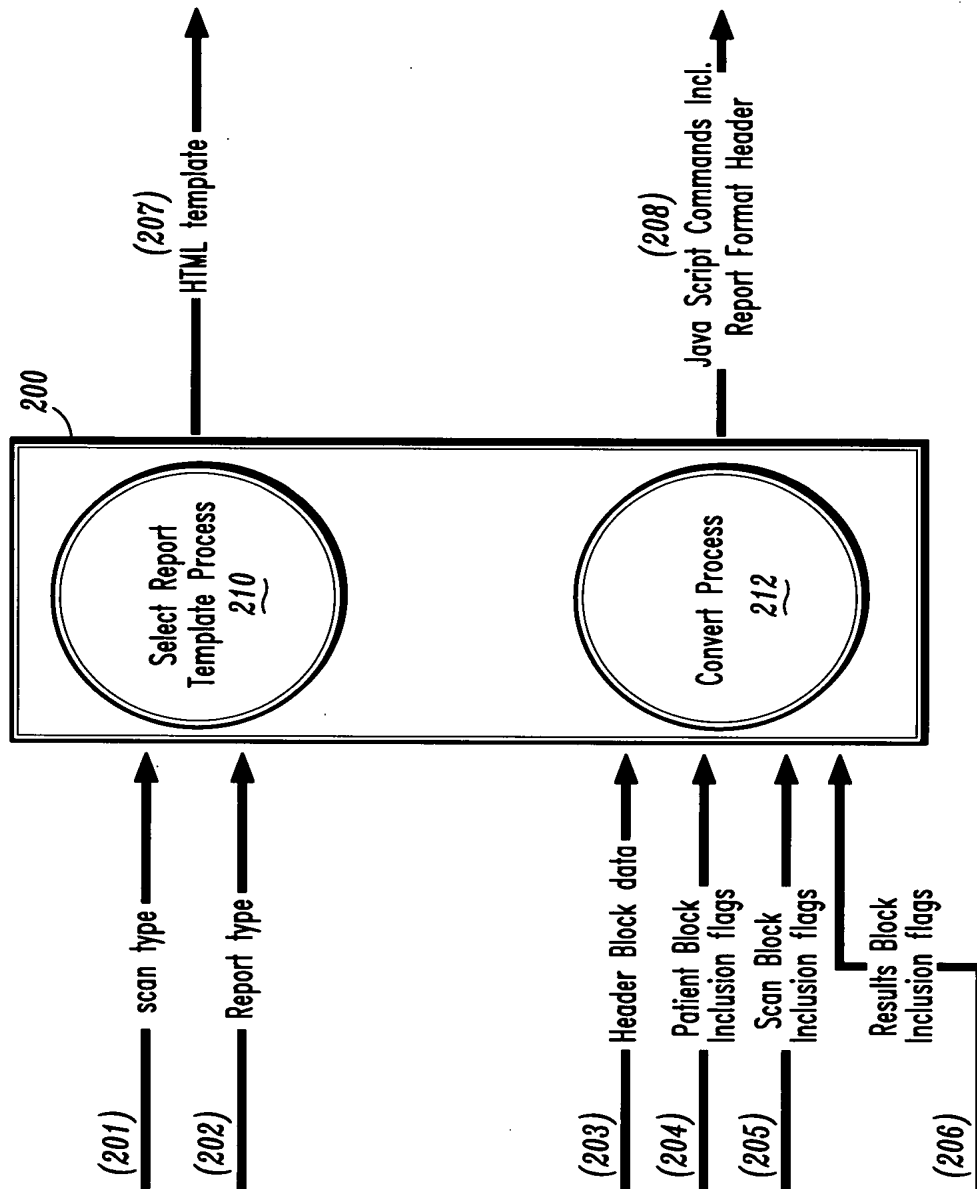 200
(201)
scan type
(202)
Report type
Select Report
Template Process
210
(207)
HTML template
(203)
Header Block data
(204)
Patient Block
Inclusion flags
(205)
Scan Block
Inclusion flags
(206)
Results Block
Inclusion flags
Convert Process
212
(208)
Java Script Commands Incl.
Report Format Header